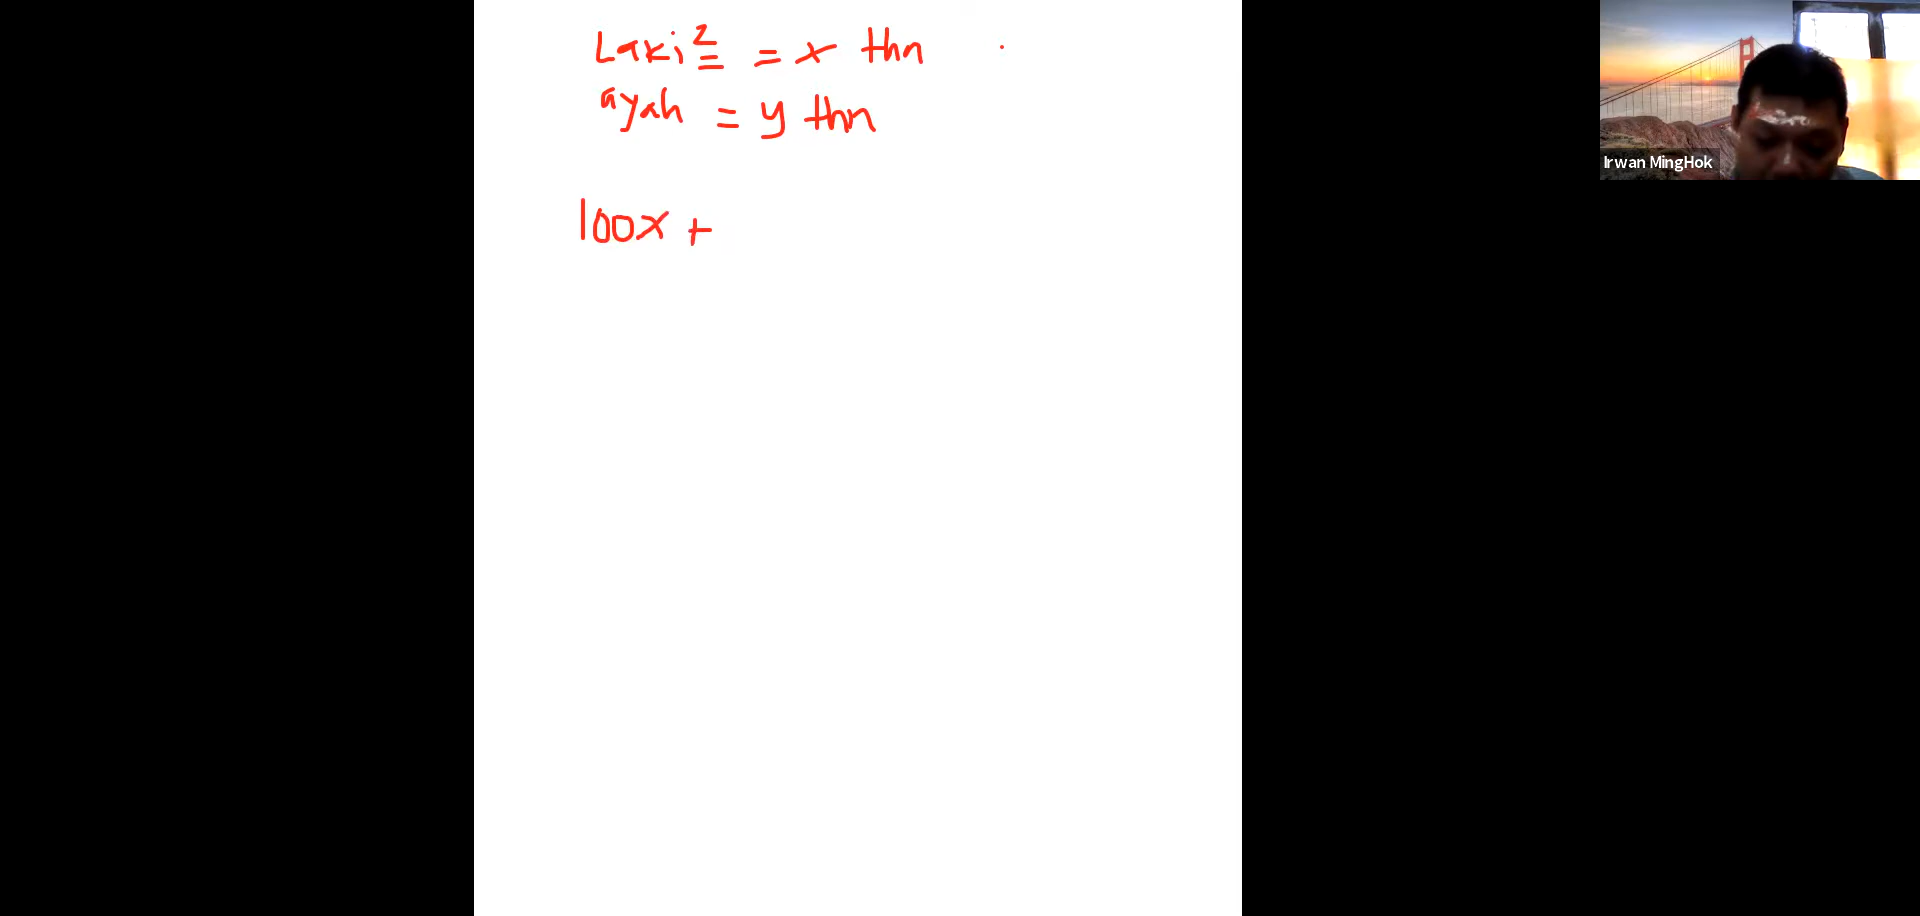 Laki² = x thn
ayah = y thn
100x +
Irwan MingHok